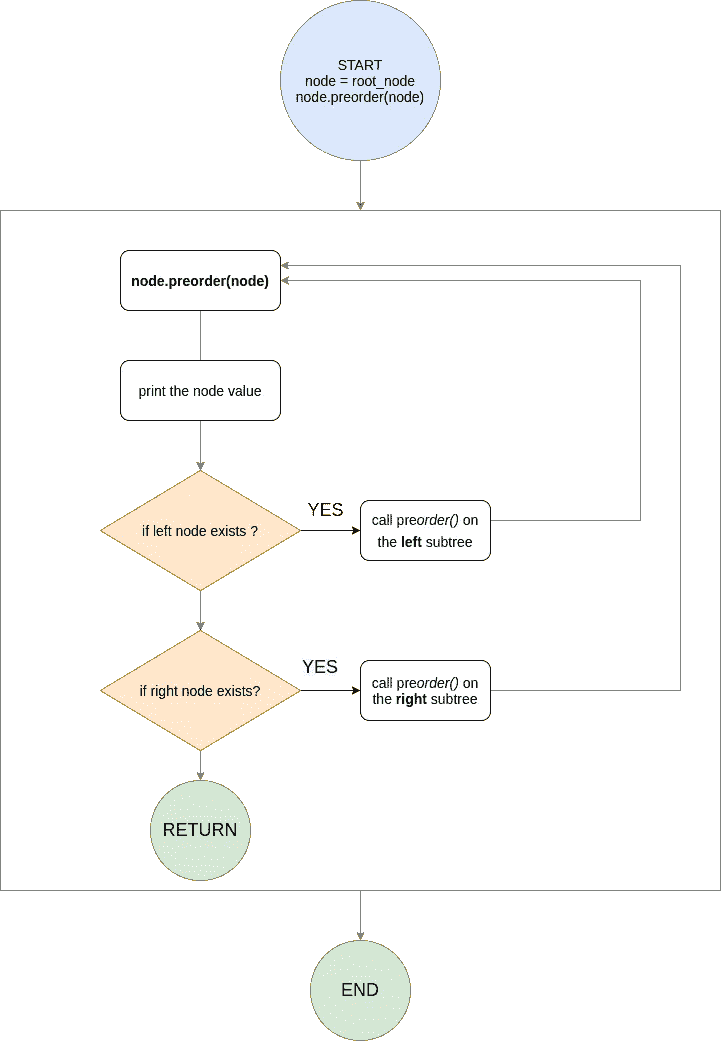 START
node = root_node
node.preorder(node)
node.preorder(node)
print the node value
if left node exists ?
YES
call preorder() on
the left subtree
if right node exists?
YES
call preorder() on
the right subtree
RETURN
END